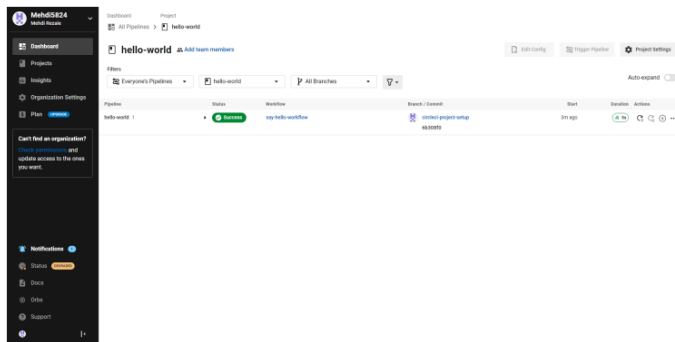 Mehdi5824
Mehdi Rezaie
Dashboard
Projects
Insights
Organization Settings
Plan
UPGRADE
Can't find an organization?
Check permissions and
update access to the ones
you want.
Notifications
Status
Docs
Orbs
Support
Dashboard Project
All Pipelines > hello-world
hello-world Add team members
Edit Config Trigger Pipeline Project Settings
Filters
Everyone's Pipelines hello-world All Branches
Auto-expand
Pipeline Status Workflow Branch / Commit Start Duration Actions
hello-world 1 Success say-hello-workflow circleci-project-setup 3m ago